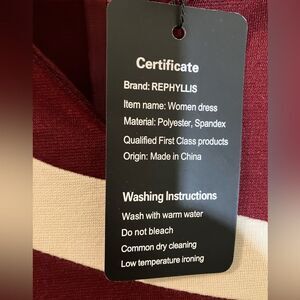 Certificate
Brand: REPHYLLIS
Item name: Women dress
Material: Polyester, Spandex
Qualified First Class products
Origin: Made in China
Washing Instructions
Wash with warm water
Do not bleach
Common dry cleaning
Low temperature ironing